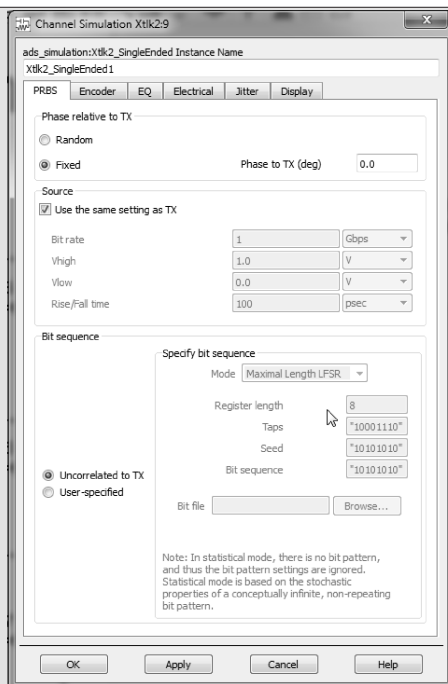 Channel Simulation Xtlk2:9
x
ads_simulation:Xtlk2_SingleEnded Instance Name
Xtlk2_SingleEnded1
PRBS Encoder EQ Electrical Jitter Display
Phase relative to TX
Random
Fixed Phase to TX (deg) 0.0
Source
Use the same setting as TX
Bit rate 1 Gbps
Vhigh 1.0 V
Vlow 0.0 V
Rise/Fall time 100 psec
Bit sequence
Specify bit sequence
Mode Maximal Length LFSR
Register length 8
Taps "10001110"
Seed "10101010"
Bit sequence "10101010"
Uncorrelated to TX
User-specified
Bit file Browse...
Note: In statistical mode, there is no bit pattern,
and thus the bit pattern settings are ignored.
Statistical mode is based on the stochastic
properties of a conceptually infinite, non-repeating
bit pattern.
OK Apply Cancel Help